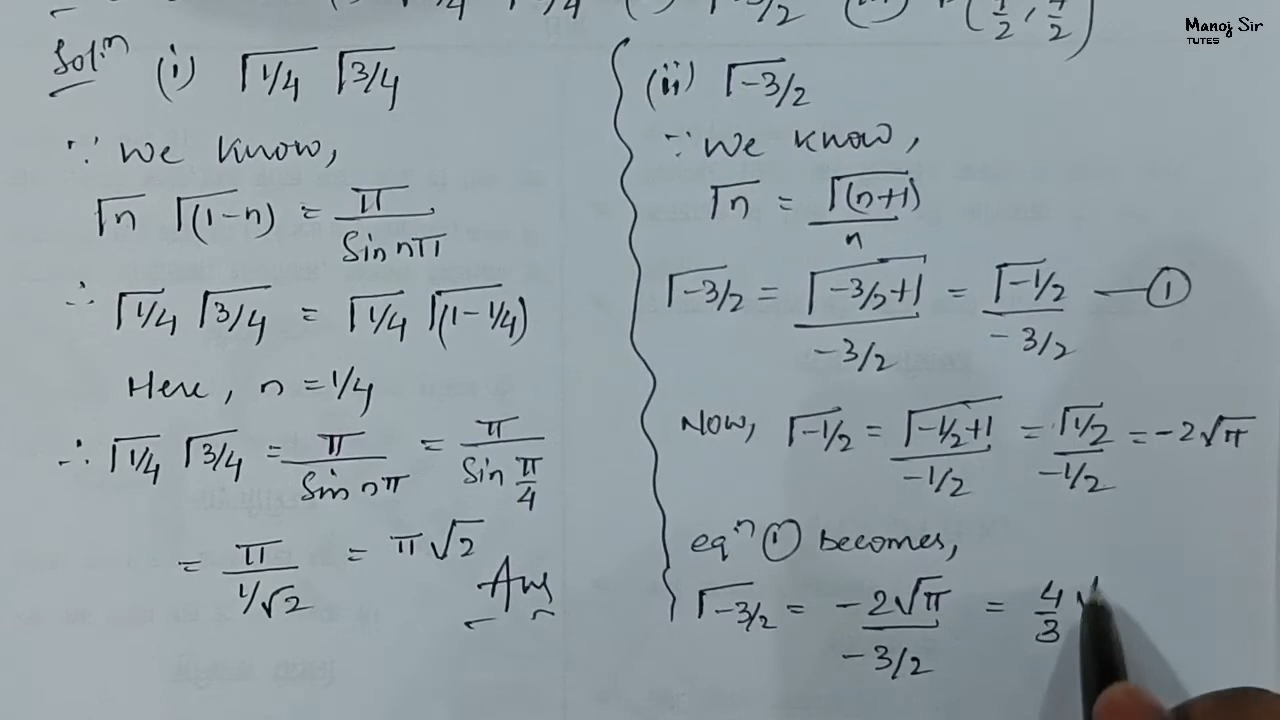 Manoj Sir
TUTES
Solⁿ (i) Γ1/4 Γ3/4
∵ We know,
Γn Γ(1-n) = π / Sin nπ
∴ Γ1/4 Γ3/4 = Γ1/4 Γ(1-1/4)
Here, n = 1/4
∴ Γ1/4 Γ3/4 = π / Sin nπ = π / Sin π/4
= π / 1/√2 = π√2
Ans
(ii) Γ-3/2
∵ We know,
Γn = Γ(n+1) / n
Γ-3/2 = Γ-3/2+1 / -3/2 = Γ-1/2 / -3/2 — ①
Now, Γ-1/2 = Γ-1/2+1 / -1/2 = Γ1/2 / -1/2 = -2√π
eqⁿ ① becomes,
Γ-3/2 = -2√π / -3/2 = 4/3 √